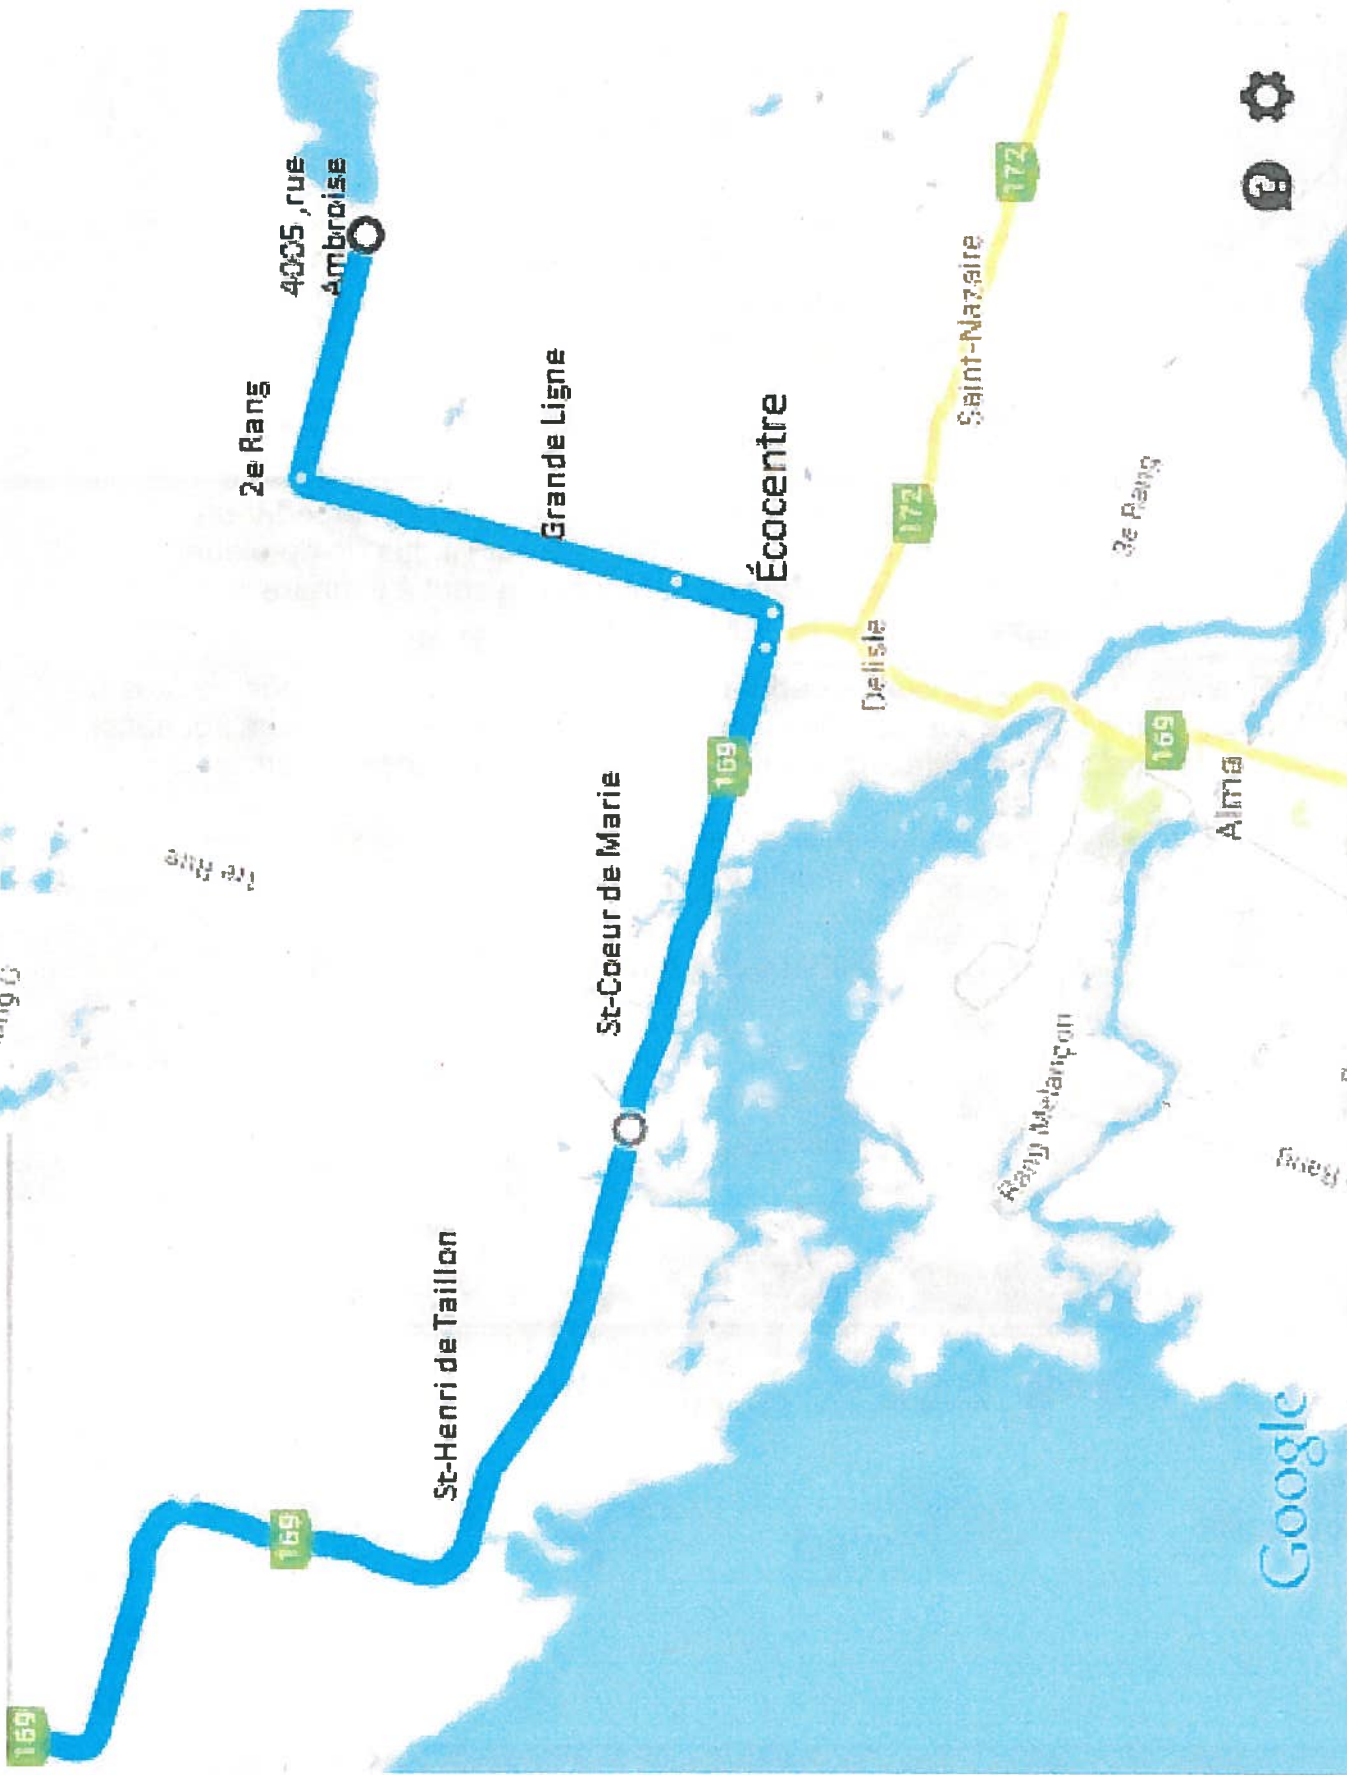 4005 ,rue
Ambroise
2e Rang
Grande Ligne
Écocentre
St-Coeur de Marie
St-Henri de Taillon
169
169
169
172
172
169
Saint-Nazaire
Delisle
3e Rang
Alma
Rang Melançon
1re Rue
Rang
Google
?